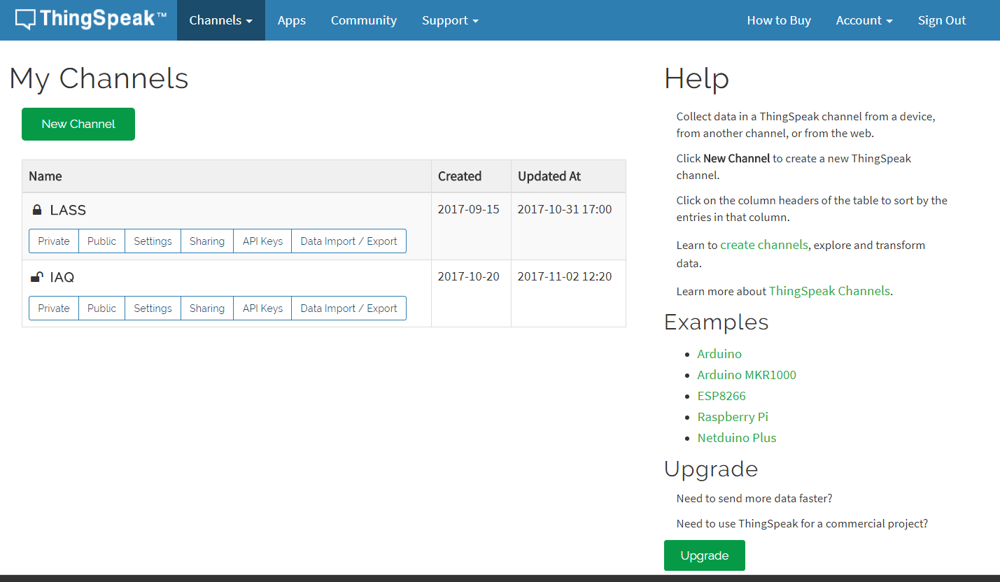 ThingSpeak™
Channels
Apps
Community
Support
How to Buy
Account
Sign Out
My Channels
New Channel
Name
Created
Updated At
LASS
2017-09-15
2017-10-31 17:00
Private
Public
Settings
Sharing
API Keys
Data Import / Export
IAQ
2017-10-20
2017-11-02 12:20
Private
Public
Settings
Sharing
API Keys
Data Import / Export
Help
Collect data in a ThingSpeak channel from a device,
from another channel, or from the web.
Click New Channel to create a new ThingSpeak
channel.
Click on the column headers of the table to sort by the
entries in that column.
Learn to create channels, explore and transform
data.
Learn more about ThingSpeak Channels.
Examples
Arduino
Arduino MKR1000
ESP8266
Raspberry Pi
Netduino Plus
Upgrade
Need to send more data faster?
Need to use ThingSpeak for a commercial project?
Upgrade